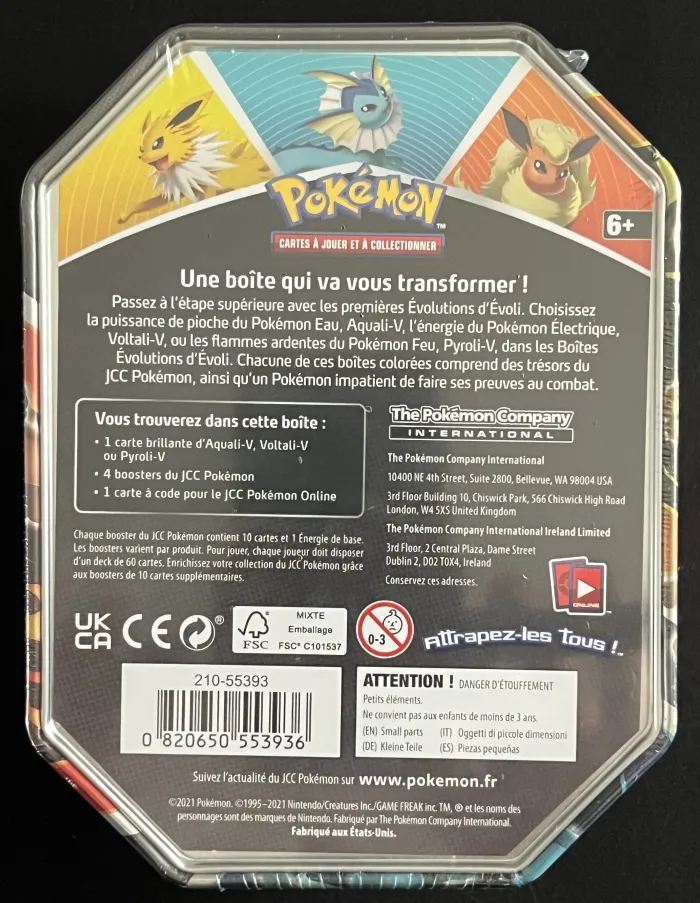 POKÉMON
™
CARTES À JOUER ET À COLLECTIONNER
6+
Une boîte qui va vous transformer !
Passez à l'étape supérieure avec les premières Évolutions d'Évoli. Choisissez
la puissance de pioche du Pokémon Eau, Aquali-V, l'énergie du Pokémon Électrique,
Voltali-V, ou les flammes ardentes du Pokémon Feu, Pyroli-V, dans les Boîtes
Évolutions d'Évoli. Chacune de ces boîtes colorées comprend des trésors du
JCC Pokémon, ainsi qu'un Pokémon impatient de faire ses preuves au combat.
Vous trouverez dans cette boîte :
• 1 carte brillante d'Aquali-V, Voltali-V
ou Pyroli-V
• 4 boosters du JCC Pokémon
• 1 carte à code pour le JCC Pokémon Online
Chaque booster du JCC Pokémon contient 10 cartes et 1 Énergie de base.
Les boosters varient par produit. Pour jouer, chaque joueur doit disposer
d'un deck de 60 cartes. Enrichissez votre collection du JCC Pokémon grâce
aux boosters de 10 cartes supplémentaires.
The Pokémon Company
INTERNATIONAL
The Pokémon Company International
10400 NE 4th Street, Suite 2800, Bellevue, WA 98004 USA
3rd Floor Building 10, Chiswick Park, 566 Chiswick High Road
London, W4 5XS United Kingdom
The Pokémon Company International Ireland Limited
3rd Floor, 2 Central Plaza, Dame Street
Dublin 2, D02 T0X4, Ireland
Conservez ces adresses.
ONLINE
UK
CA
CE
®
FSC
MIXTE
Emballage
FSC® C101537
0-3
Attrapez-les Tous !™
210-55393
0 820650 553936
ATTENTION ! DANGER D'ÉTOUFFEMENT
Petits éléments.
Ne convient pas aux enfants de moins de 3 ans.
(EN) Small parts (IT) Oggetti di piccole dimensioni
(DE) Kleine Teile (ES) Piezas pequeñas
Suivez l'actualité du JCC Pokémon sur www.pokemon.fr
©2021 Pokémon. ©1995–2021 Nintendo/Creatures Inc./GAME FREAK inc. TM, ® et les noms des
personnages sont des marques de Nintendo. Fabriqué par The Pokémon Company International.
Fabriqué aux États-Unis.